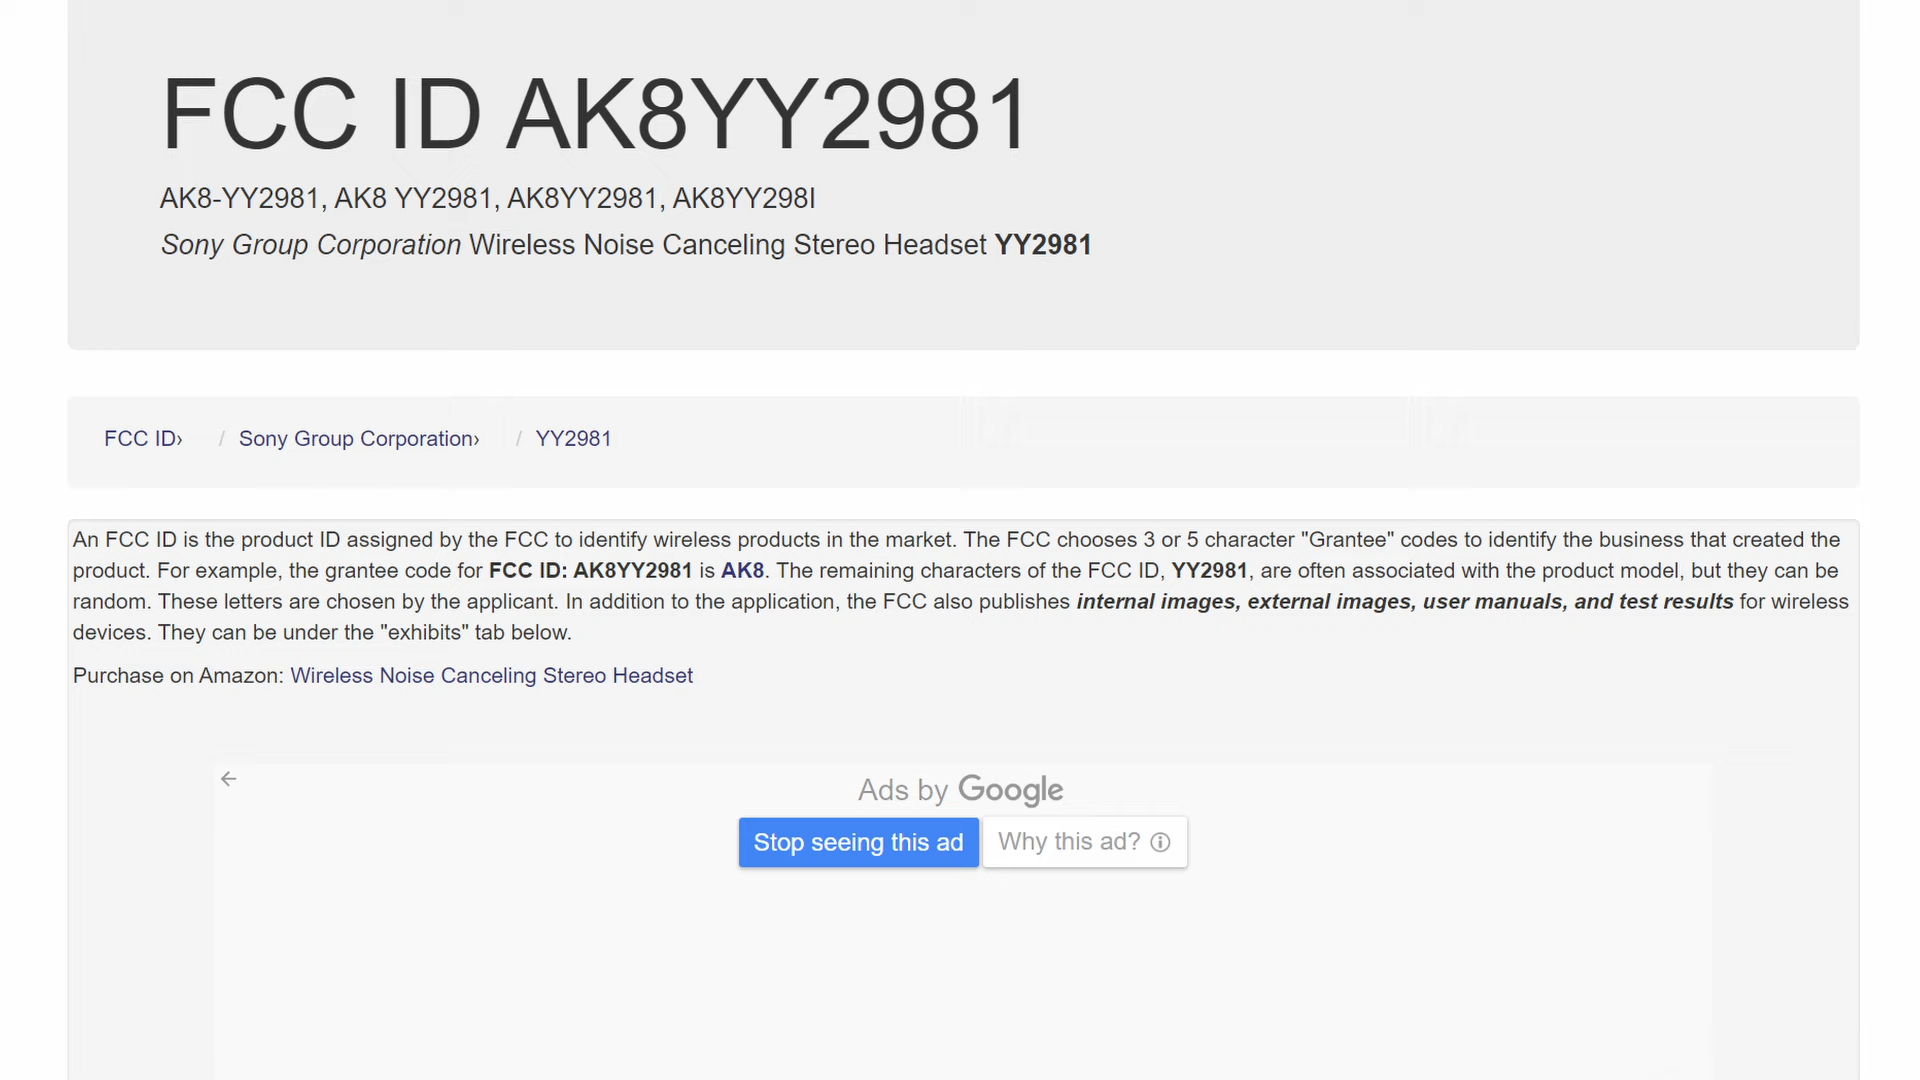 FCC ID AK8YY2981
AK8-YY2981, AK8 YY2981, AK8YY2981, AK8YY298I
Sony Group Corporation Wireless Noise Canceling Stereo Headset YY2981
FCC ID› / Sony Group Corporation› / YY2981
An FCC ID is the product ID assigned by the FCC to identify wireless products in the market. The FCC chooses 3 or 5 character "Grantee" codes to identify the business that created the
product. For example, the grantee code for FCC ID: AK8YY2981 is AK8. The remaining characters of the FCC ID, YY2981, are often associated with the product model, but they can be
random. These letters are chosen by the applicant. In addition to the application, the FCC also publishes internal images, external images, user manuals, and test results for wireless
devices. They can be under the "exhibits" tab below.
Purchase on Amazon: Wireless Noise Canceling Stereo Headset
Ads by Google
Stop seeing this ad Why this ad?